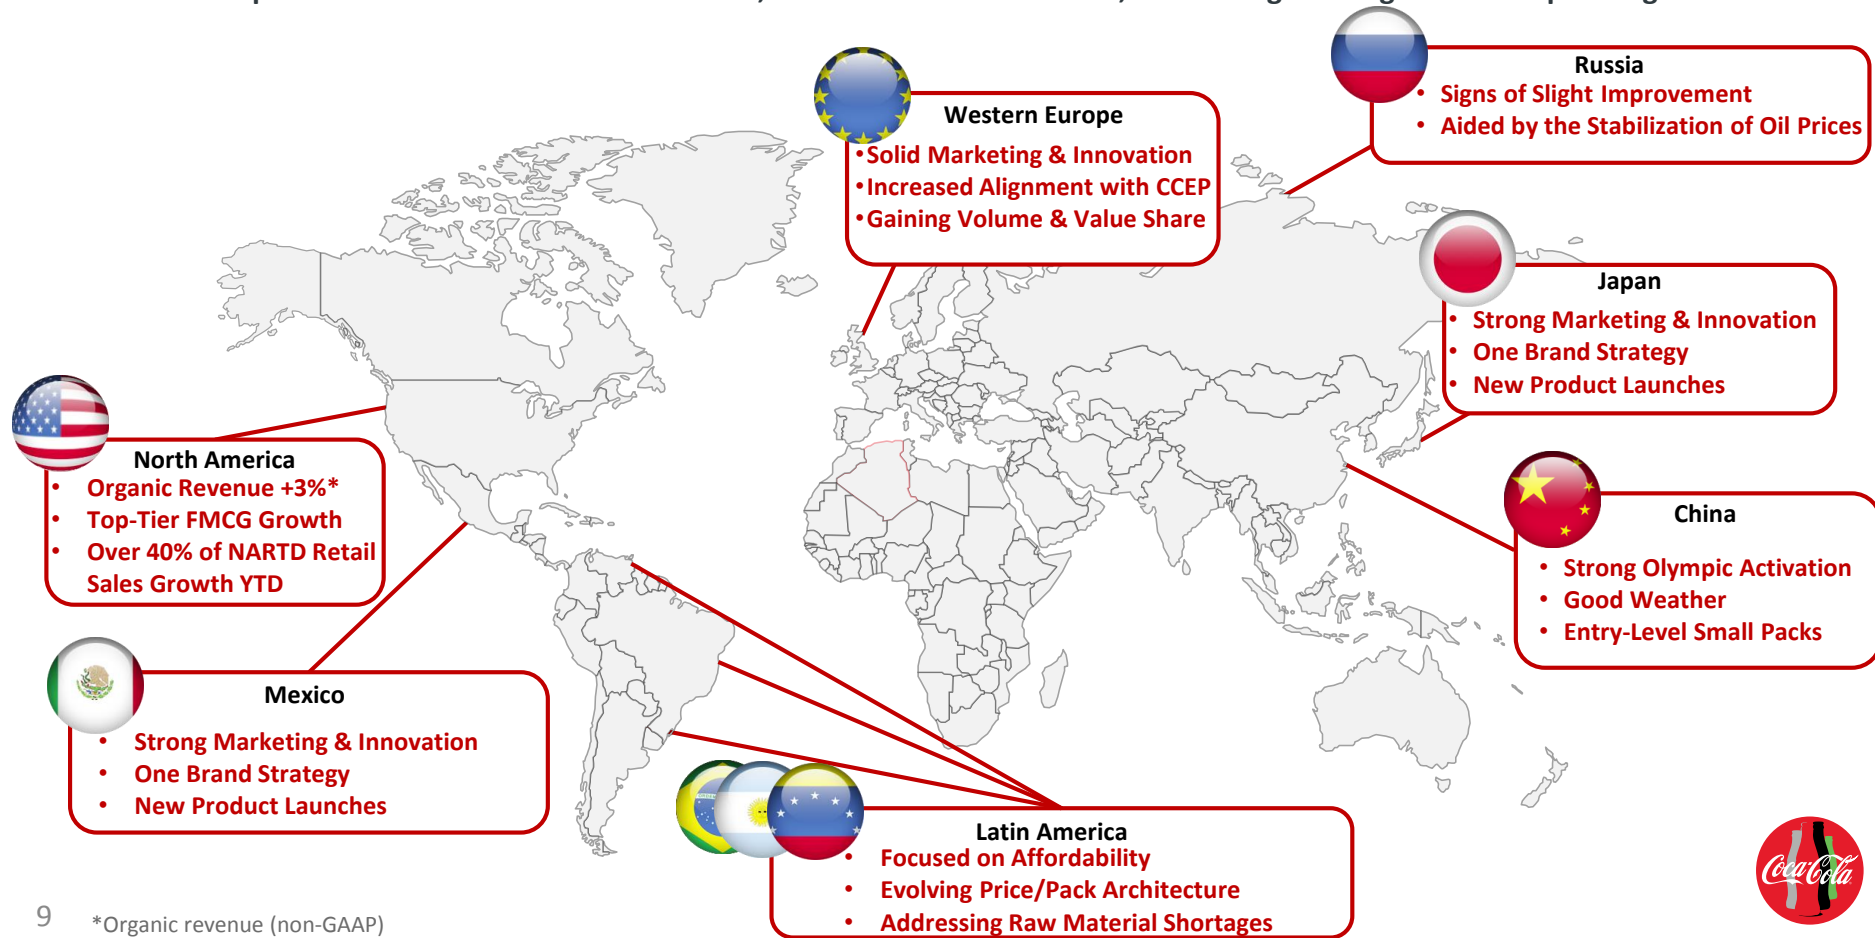 Russia
• Signs of Slight Improvement
• Aided by the Stabilization of Oil Prices
Western Europe
•Solid Marketing & Innovation
•Increased Alignment with CCEP
•Gaining Volume & Value Share
Japan
• Strong Marketing & Innovation
• One Brand Strategy
• New Product Launches
North America
• Organic Revenue +3%*
• Top-Tier FMCG Growth
• Over 40% of NARTD Retail
Sales Growth YTD
China
• Strong Olympic Activation
• Good Weather
• Entry-Level Small Packs
Mexico
• Strong Marketing & Innovation
• One Brand Strategy
• New Product Launches
Latin America
• Focused on Affordability
• Evolving Price/Pack Architecture
• Addressing Raw Material Shortages
Coca-Cola
9
*Organic revenue (non-GAAP)